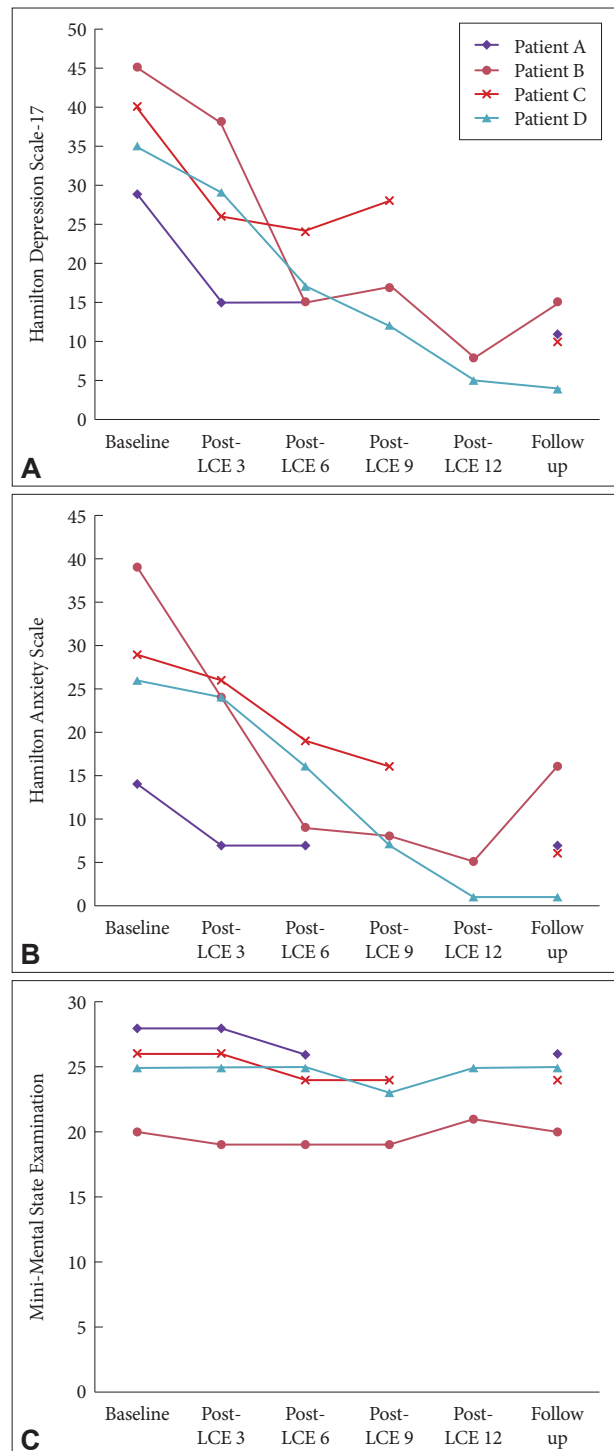 Hamilton Depression Scale-17
50
45
40
35
30
25
20
15
10
5
0
Patient A
Patient B
Patient C
Patient D
Baseline
Post-
LCE 3
Post-
LCE 6
Post-
LCE 9
Post-
LCE 12
Follow
up
A
Hamilton Anxiety Scale
45
40
35
30
25
20
15
10
5
0
Baseline
Post-
LCE 3
Post-
LCE 6
Post-
LCE 9
Post-
LCE 12
Follow
up
B
Mini-Mental State Examination
30
25
20
15
10
5
0
Baseline
Post-
LCE 3
Post-
LCE 6
Post-
LCE 9
Post-
LCE 12
Follow
up
C